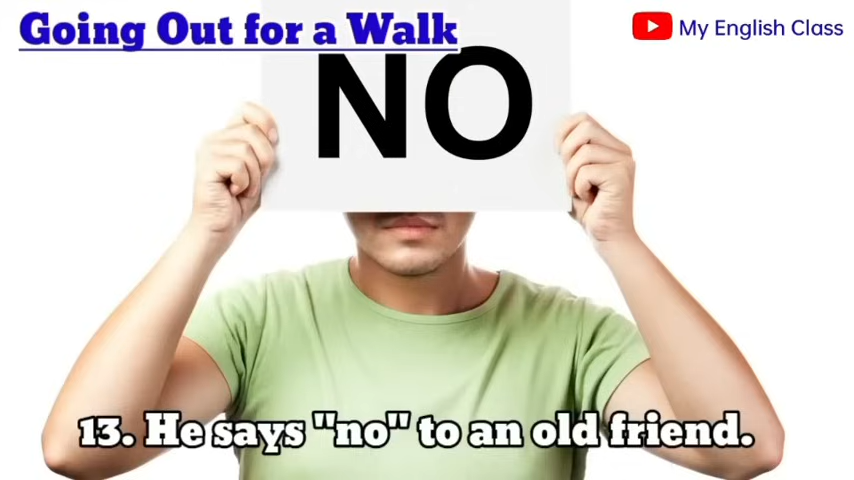 Going Out for a Walk
My English Class
NO
13. He says "no" to an old friend.